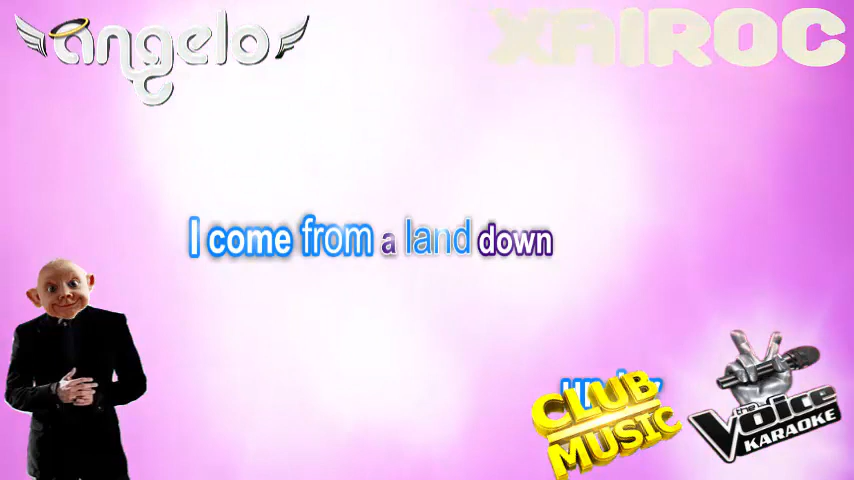 angelo
XAIROC
I come from a land down
CLUB
MUSIC
the Voice
KARAOKE